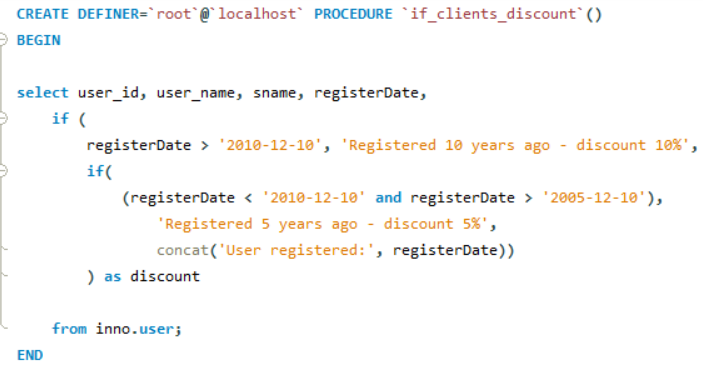 CREATE DEFINER=`root`@`localhost` PROCEDURE `if_clients_discount`()
BEGIN
select user_id, user_name, sname, registerDate,
if (
registerDate > '2010-12-10', 'Registered 10 years ago - discount 10%',
if(
(registerDate < '2010-12-10' and registerDate > '2005-12-10'),
'Registered 5 years ago - discount 5%',
concat('User registered:', registerDate))
) as discount
from inno.user;
END